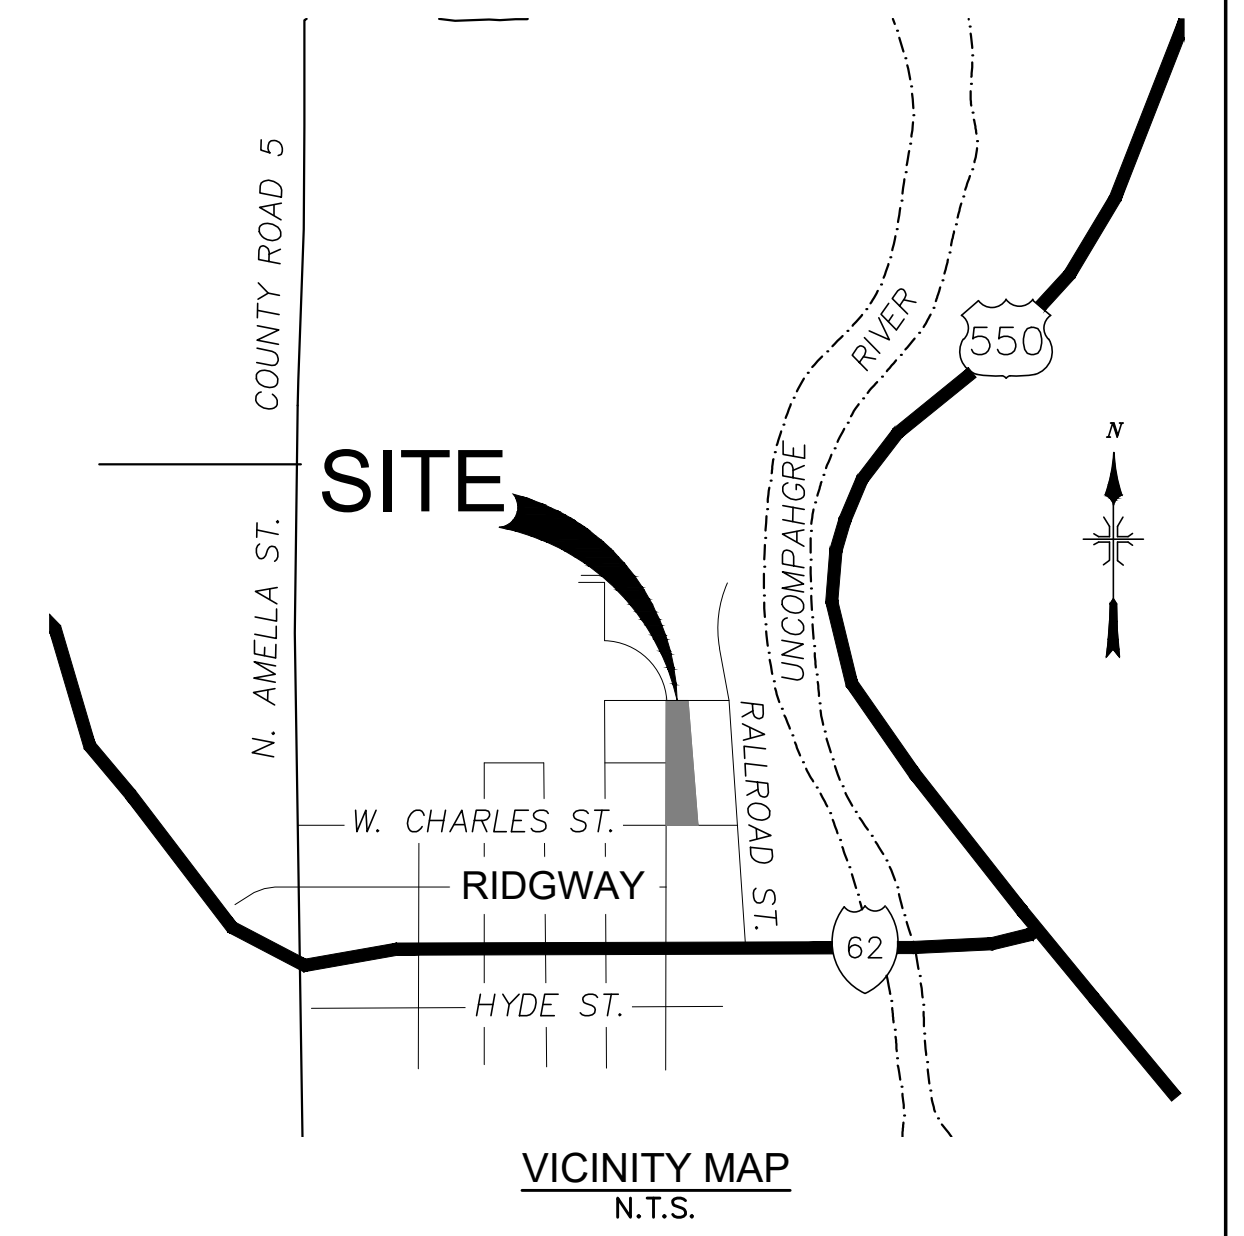 COUNTY ROAD 5
RIVER
550
N
SITE
UNCOMPAHGRE
N. AMELLA ST.
RALLROAD ST.
W. CHARLES ST.
RIDGWAY
62
HYDE ST.
VICINITY MAP
N.T.S.